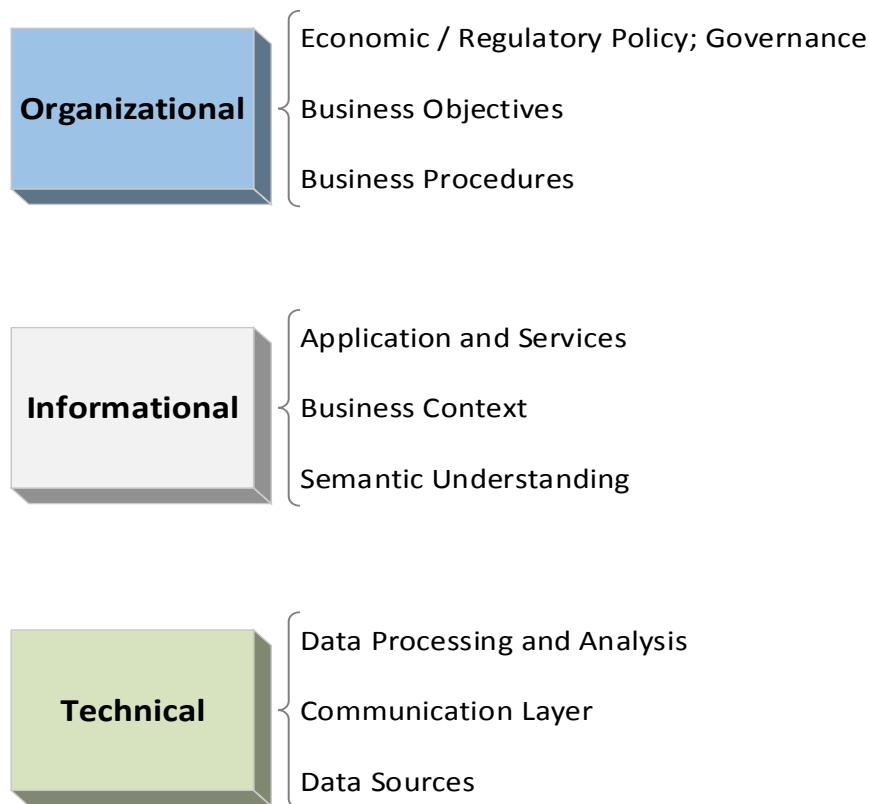 Organizational
Economic / Regulatory Policy; Governance
Business Objectives
Business Procedures
Informational
Application and Services
Business Context
Semantic Understanding
Technical
Data Processing and Analysis
Communication Layer
Data Sources